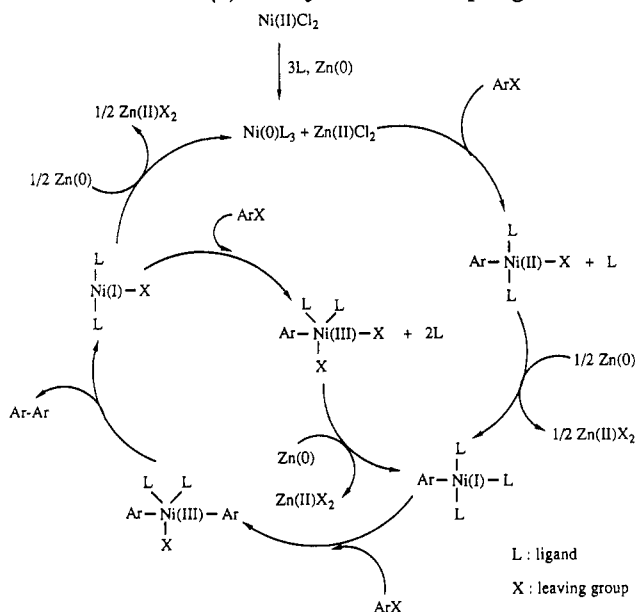 Ni(II)Cl2
3L, Zn(0)
1/2 Zn(II)X2
ArX
Ni(0)L3 + Zn(II)Cl2
1/2 Zn(0)
ArX
L
Ar-Ni(II)-X + L
L
L
Ni(I)-X
L
L L
Ar-Ni(III)-X + 2L
X
1/2 Zn(0)
1/2 Zn(II)X2
Ar-Ar
Zn(0)
Zn(II)X2
L
Ar-Ni(I)-L
L
L L
Ar-Ni(III)-Ar
X
ArX
L : ligand
X : leaving group